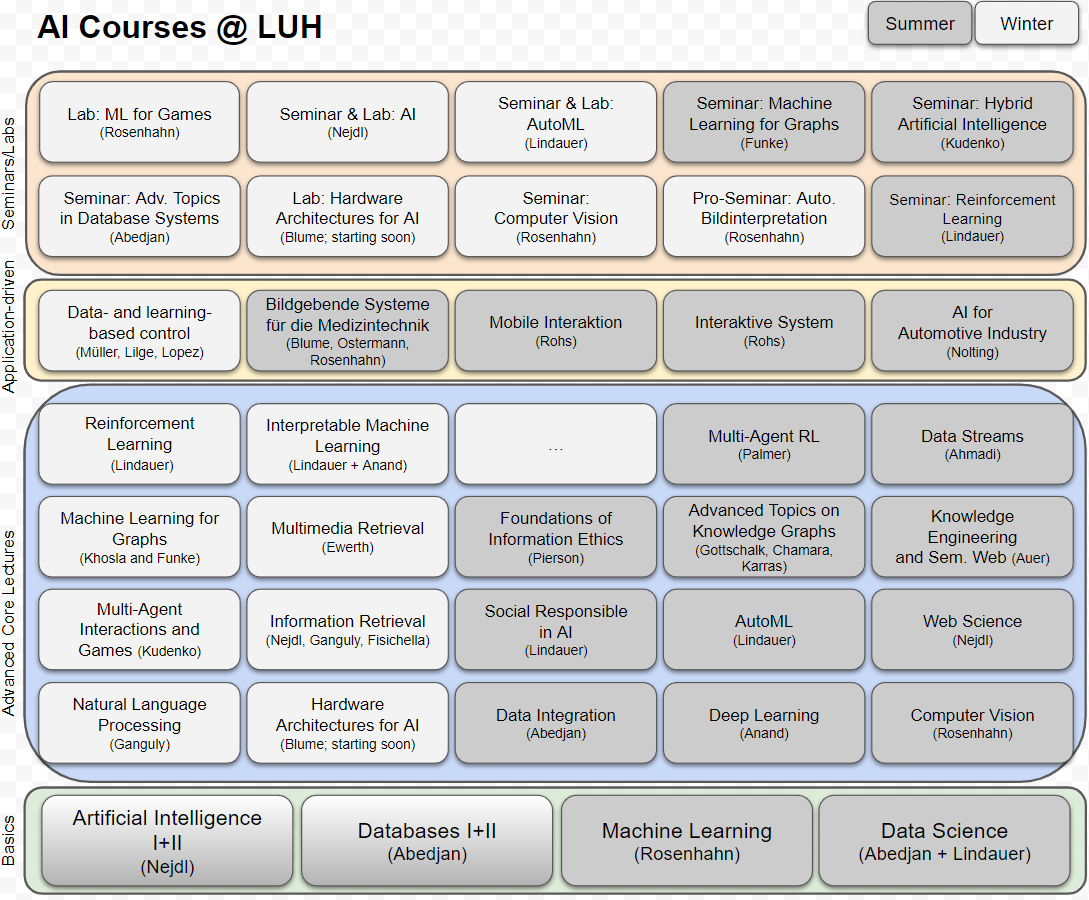 AI Courses @ LUH
Summer
Winter
Seminars/Labs
Lab: ML for Games
(Rosenhahn)
Seminar & Lab: AI
(Nejdl)
Seminar & Lab:
AutoML
(Lindauer)
Seminar: Machine
Learning for Graphs
(Funke)
Seminar: Hybrid
Artificial Intelligence
(Kudenko)
Seminar: Adv. Topics
in Database Systems
(Abedjan)
Lab: Hardware
Architectures for AI
(Blume; starting soon)
Seminar:
Computer Vision
(Rosenhahn)
Pro-Seminar: Auto.
Bildinterpretation
(Rosenhahn)
Seminar: Reinforcement
Learning
(Lindauer)
Application-driven
Data- and learning-
based control
(Müller, Lilge, Lopez)
Bildgebende Systeme
für die Medizintechnik
(Blume, Ostermann,
Rosenhahn)
Mobile Interaktion
(Rohs)
Interaktive System
(Rohs)
AI for
Automotive Industry
(Nolting)
Advanced Core Lectures
Reinforcement
Learning
(Lindauer)
Interpretable Machine
Learning
(Lindauer + Anand)
...
Multi-Agent RL
(Palmer)
Data Streams
(Ahmadi)
Machine Learning for
Graphs
(Khosla and Funke)
Multimedia Retrieval
(Ewerth)
Foundations of
Information Ethics
(Pierson)
Advanced Topics on
Knowledge Graphs
(Gottschalk, Chamara,
Karras)
Knowledge
Engineering
and Sem. Web (Auer)
Multi-Agent
Interactions and
Games (Kudenko)
Information Retrieval
(Nejdl, Ganguly, Fisichella)
Social Responsible
in AI
(Lindauer)
AutoML
(Lindauer)
Web Science
(Nejdl)
Natural Language
Processing
(Ganguly)
Hardware
Architectures for AI
(Blume; starting soon)
Data Integration
(Abedjan)
Deep Learning
(Anand)
Computer Vision
(Rosenhahn)
Basics
Artificial Intelligence
I+II
(Nejdl)
Databases I+II
(Abedjan)
Machine Learning
(Rosenhahn)
Data Science
(Abedjan + Lindauer)